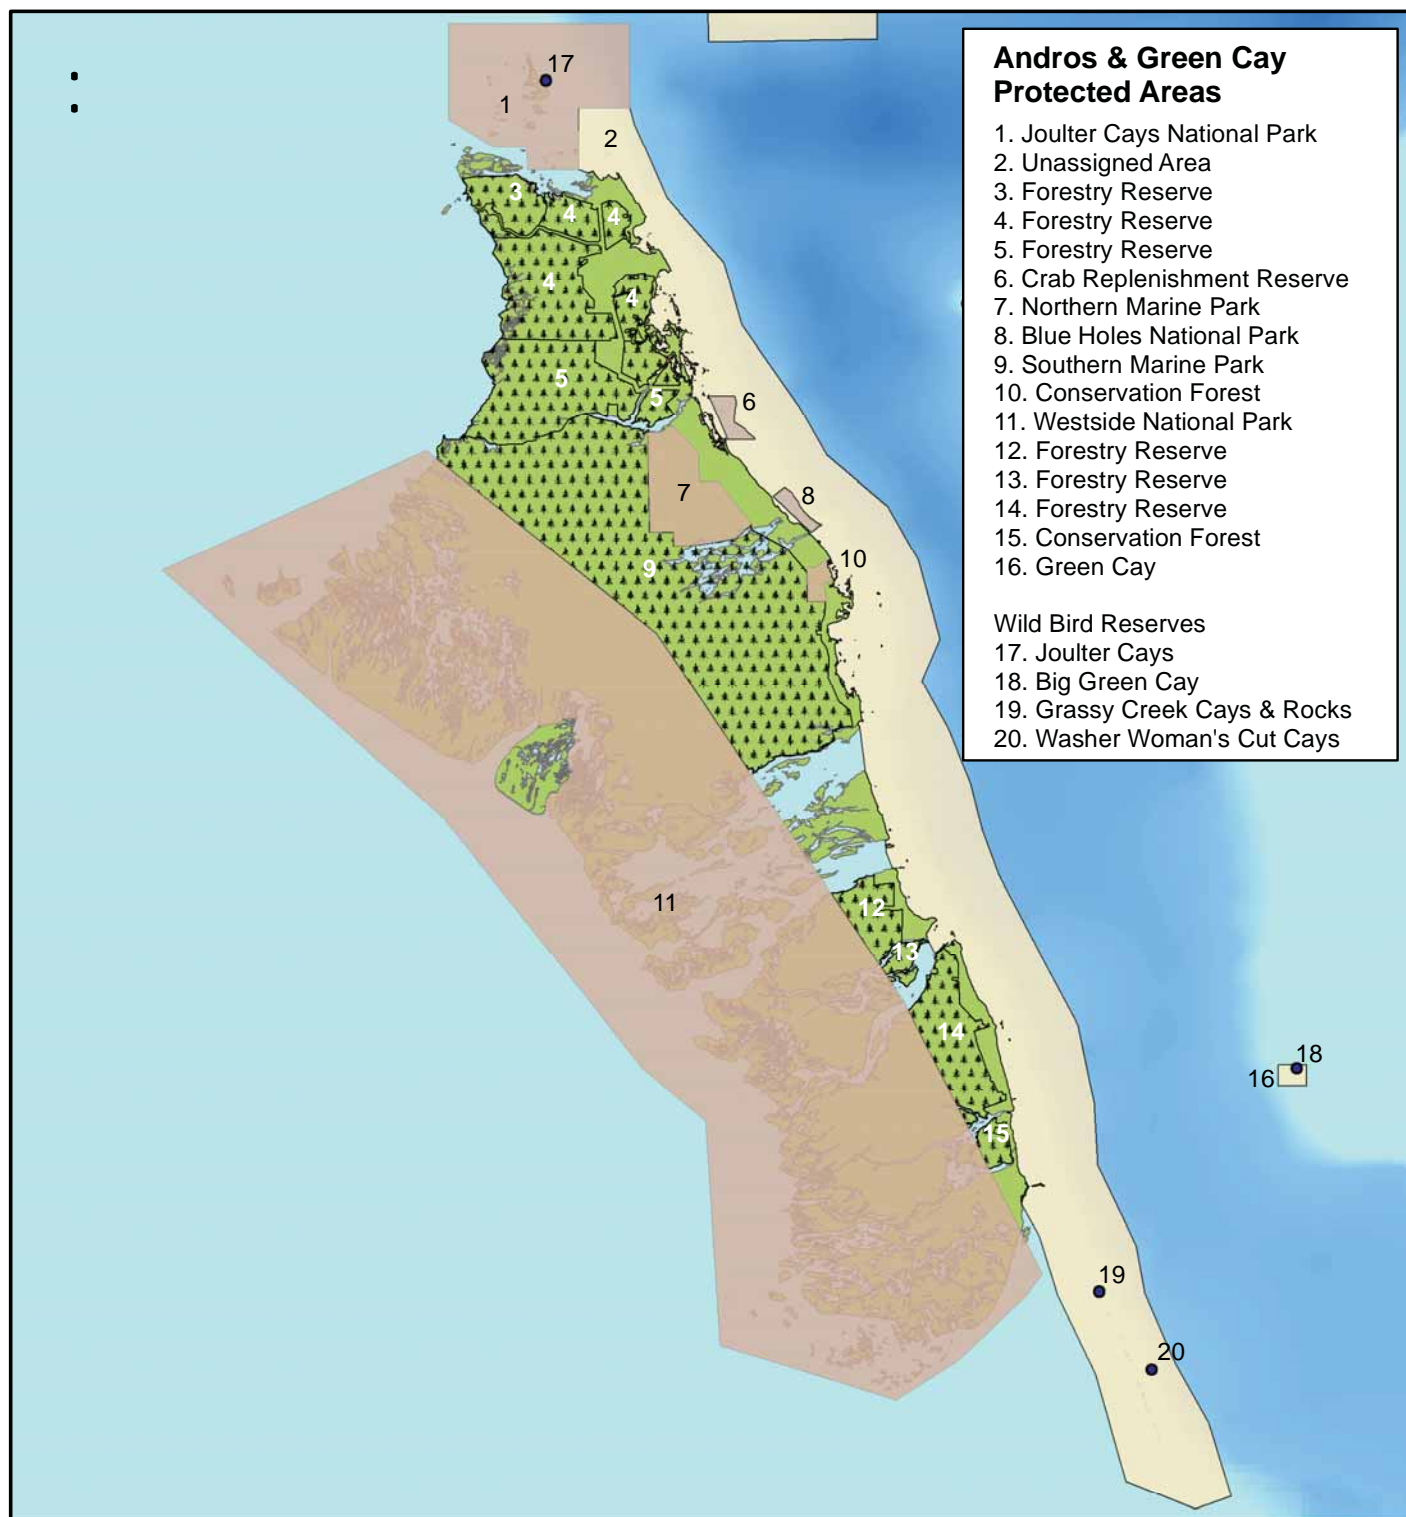 Andros & Green Cay
Protected Areas
1. Joulter Cays National Park
2. Unassigned Area
3. Forestry Reserve
4. Forestry Reserve
5. Forestry Reserve
6. Crab Replenishment Reserve
7. Northern Marine Park
8. Blue Holes National Park
9. Southern Marine Park
10. Conservation Forest
11. Westside National Park
12. Forestry Reserve
13. Forestry Reserve
14. Forestry Reserve
15. Conservation Forest
16. Green Cay
Wild Bird Reserves
17. Joulter Cays
18. Big Green Cay
19. Grassy Creek Cays & Rocks
20. Washer Woman's Cut Cays
17
1
2
3
4
4
4
4
5
5
6
7
8
9
10
11
12
13
14
15
18
16
19
20